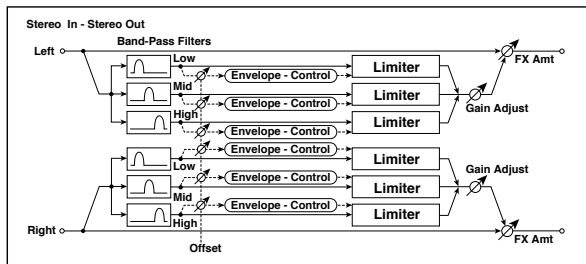 Stereo In - Stereo Out
Band-Pass Filters
Left
Low
FX Amt
Envelope - Control
Limiter
Mid
Envelope - Control
Limiter
Gain Adjust
High
Envelope - Control
Limiter
Envelope - Control
Limiter
Low
Gain Adjust
Envelope - Control
Limiter
Mid
Envelope - Control
Limiter
High
Right
FX Amt
Offset